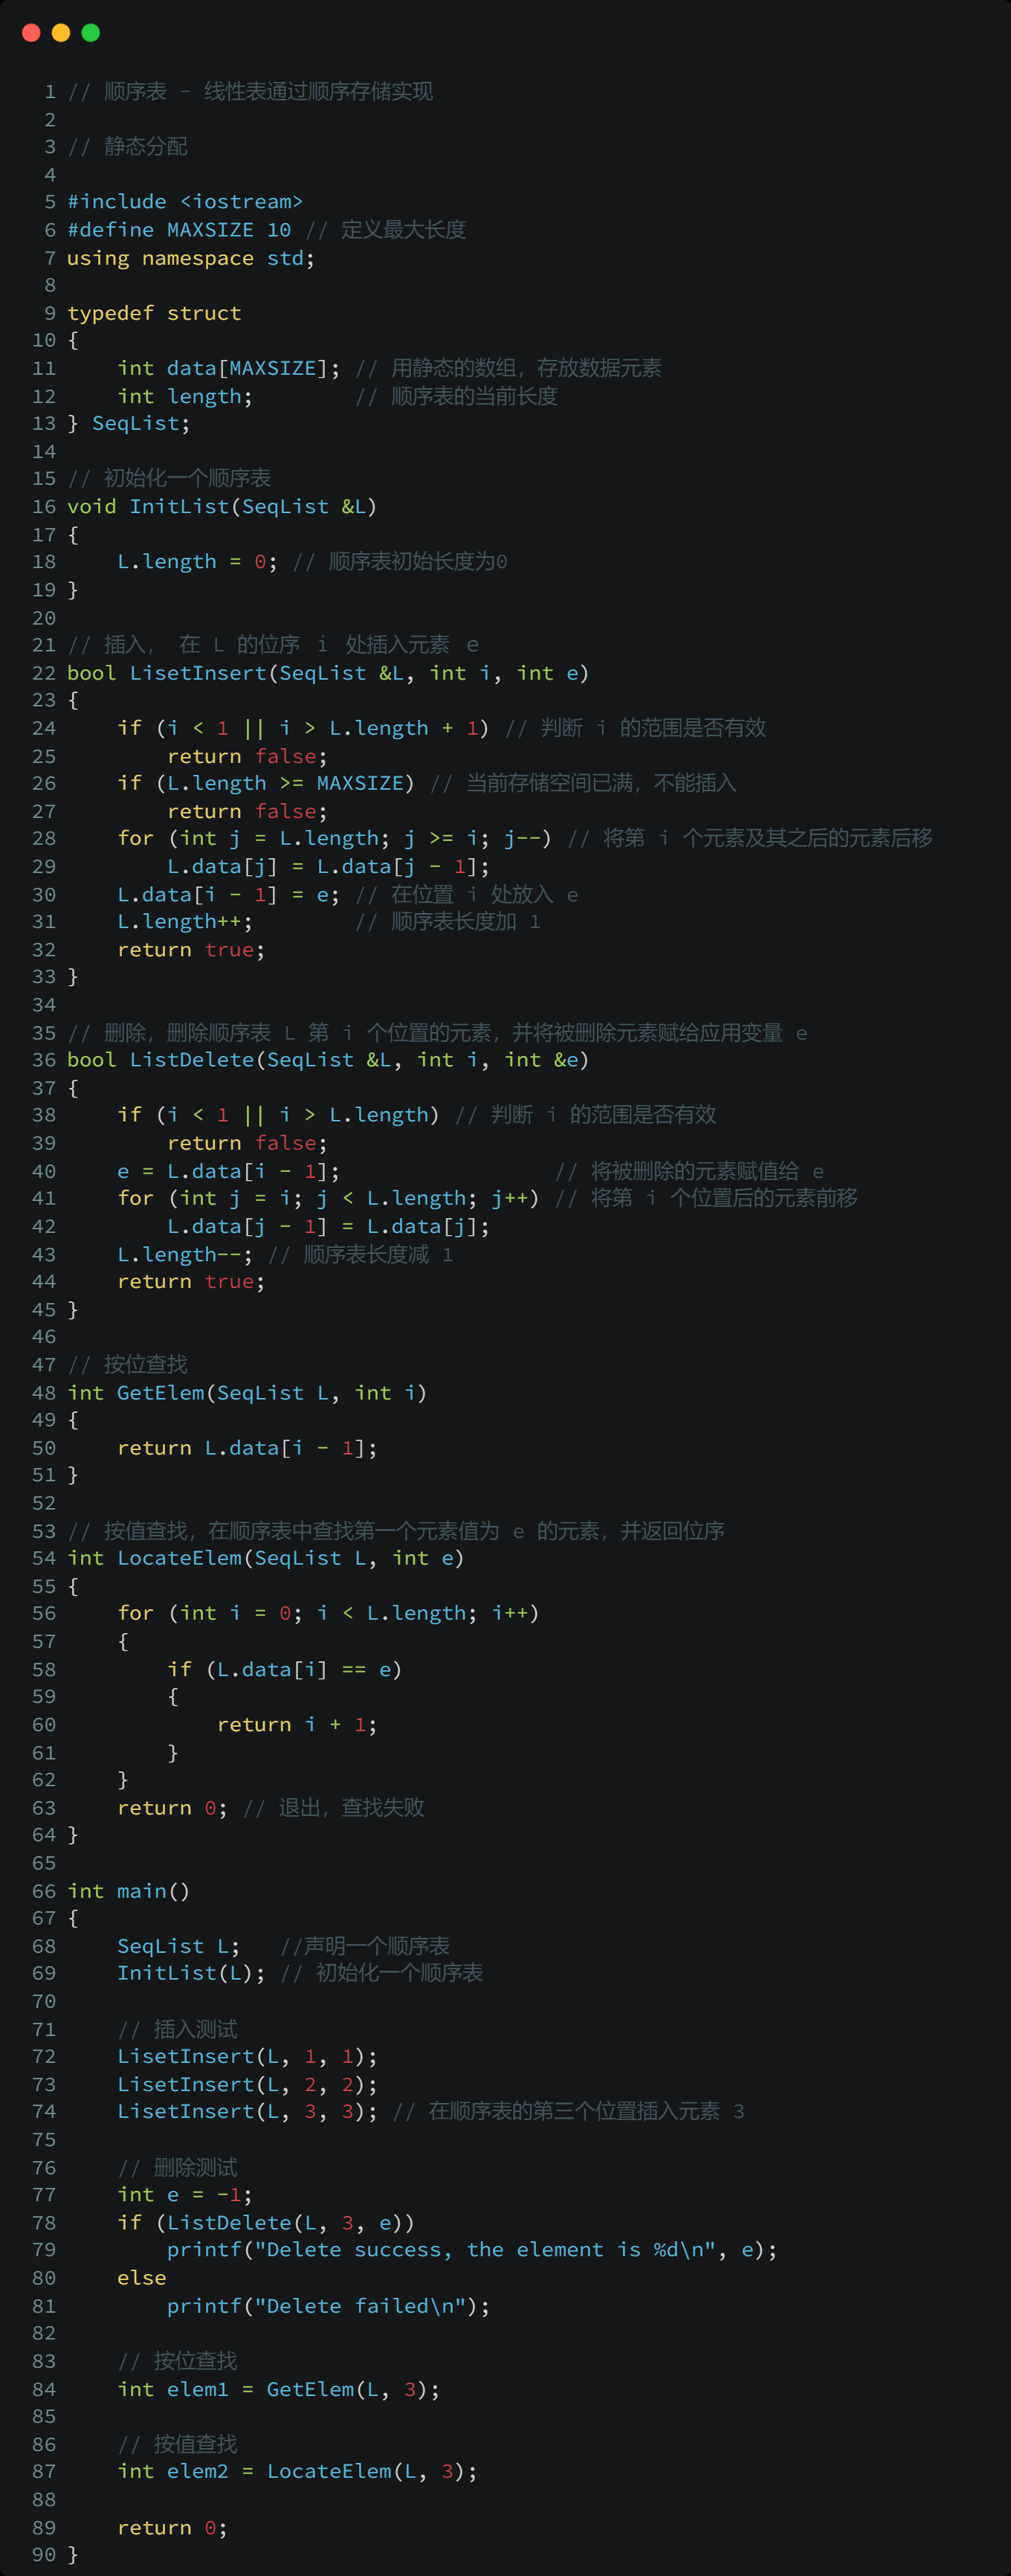 1 // 顺序表 - 线性表通过顺序存储实现
2
3 // 静态分配
4
5 #include <iostream>
6 #define MAXSIZE 10 // 定义最大长度
7 using namespace std;
8
9 typedef struct
10 {
11     int data[MAXSIZE]; // 用静态的数组，存放数据元素
12     int length;        // 顺序表的当前长度
13 } SeqList;
14
15 // 初始化一个顺序表
16 void InitList(SeqList &L)
17 {
18     L.length = 0; // 顺序表初始长度为0
19 }
20
21 // 插入， 在 L 的位序 i 处插入元素 e
22 bool LisetInsert(SeqList &L, int i, int e)
23 {
24     if (i < 1 || i > L.length + 1) // 判断 i 的范围是否有效
25         return false;
26     if (L.length >= MAXSIZE) // 当前存储空间已满，不能插入
27         return false;
28     for (int j = L.length; j >= i; j--) // 将第 i 个元素及其之后的元素后移
29         L.data[j] = L.data[j - 1];
30     L.data[i - 1] = e; // 在位置 i 处放入 e
31     L.length++;        // 顺序表长度加 1
32     return true;
33 }
34
35 // 删除，删除顺序表 L 第 i 个位置的元素，并将被删除元素赋给应用变量 e
36 bool ListDelete(SeqList &L, int i, int &e)
37 {
38     if (i < 1 || i > L.length) // 判断 i 的范围是否有效
39         return false;
40     e = L.data[i - 1];                 // 将被删除的元素赋值给 e
41     for (int j = i; j < L.length; j++) // 将第 i 个位置后的元素前移
42         L.data[j - 1] = L.data[j];
43     L.length--; // 顺序表长度减 1
44     return true;
45 }
46
47 // 按位查找
48 int GetElem(SeqList L, int i)
49 {
50     return L.data[i - 1];
51 }
52
53 // 按值查找，在顺序表中查找第一个元素值为 e 的元素，并返回位序
54 int LocateElem(SeqList L, int e)
55 {
56     for (int i = 0; i < L.length; i++)
57     {
58         if (L.data[i] == e)
59         {
60             return i + 1;
61         }
62     }
63     return 0; // 退出，查找失败
64 }
65
66 int main()
67 {
68     SeqList L;   //声明一个顺序表
69     InitList(L); // 初始化一个顺序表
70
71     // 插入测试
72     LisetInsert(L, 1, 1);
73     LisetInsert(L, 2, 2);
74     LisetInsert(L, 3, 3); // 在顺序表的第三个位置插入元素 3
75
76     // 删除测试
77     int e = -1;
78     if (ListDelete(L, 3, e))
79         printf("Delete success, the element is %d\n", e);
80     else
81         printf("Delete failed\n");
82
83     // 按位查找
84     int elem1 = GetElem(L, 3);
85
86     // 按值查找
87     int elem2 = LocateElem(L, 3);
88
89     return 0;
90 }